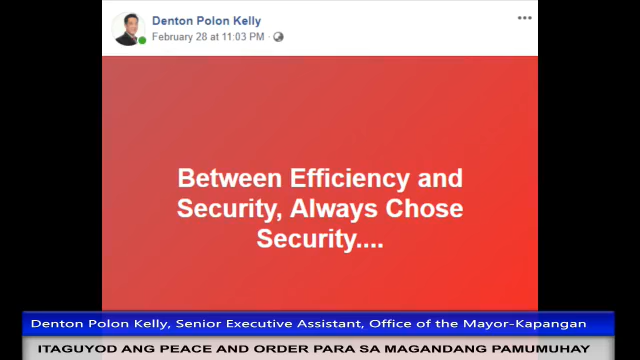 Denton Polon Kelly
February 28 at 11:03 PM ·
Between Efficiency and
Security, Always Chose
Security....
Denton Polon Kelly, Senior Executive Assistant, Office of the Mayor-Kapangan
ITAGUYOD ANG PEACE AND ORDER PARA SA MAGANDANG PAMUMUHAY